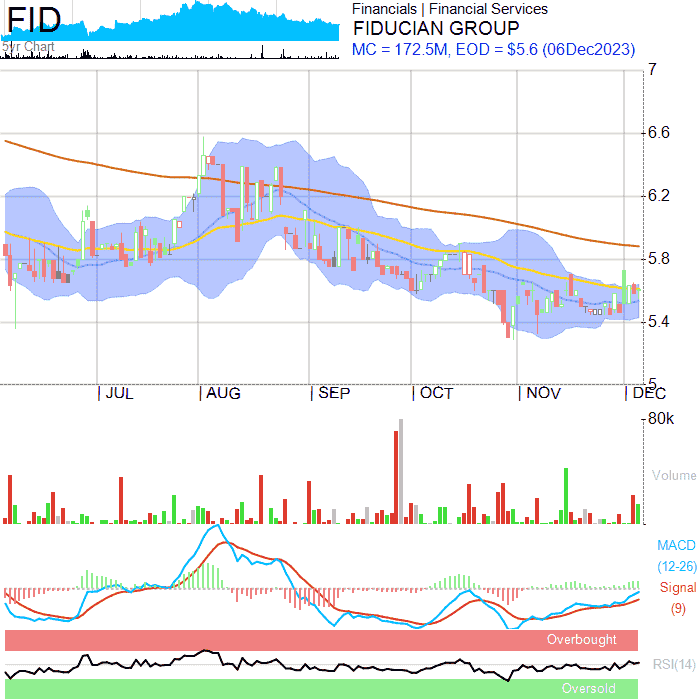 FID
5yr Chart
Financials | Financial Services
FIDUCIAN GROUP
MC = 172.5M, EOD = $5.6 (06Dec2023)
7
6.6
6.2
5.8
5.4
5
| JUL
| AUG
| SEP
| OCT
| NOV
| DEC
80k
Volume
MACD
(12-26)
Signal
(9)
Overbought
RSI(14)
Oversold